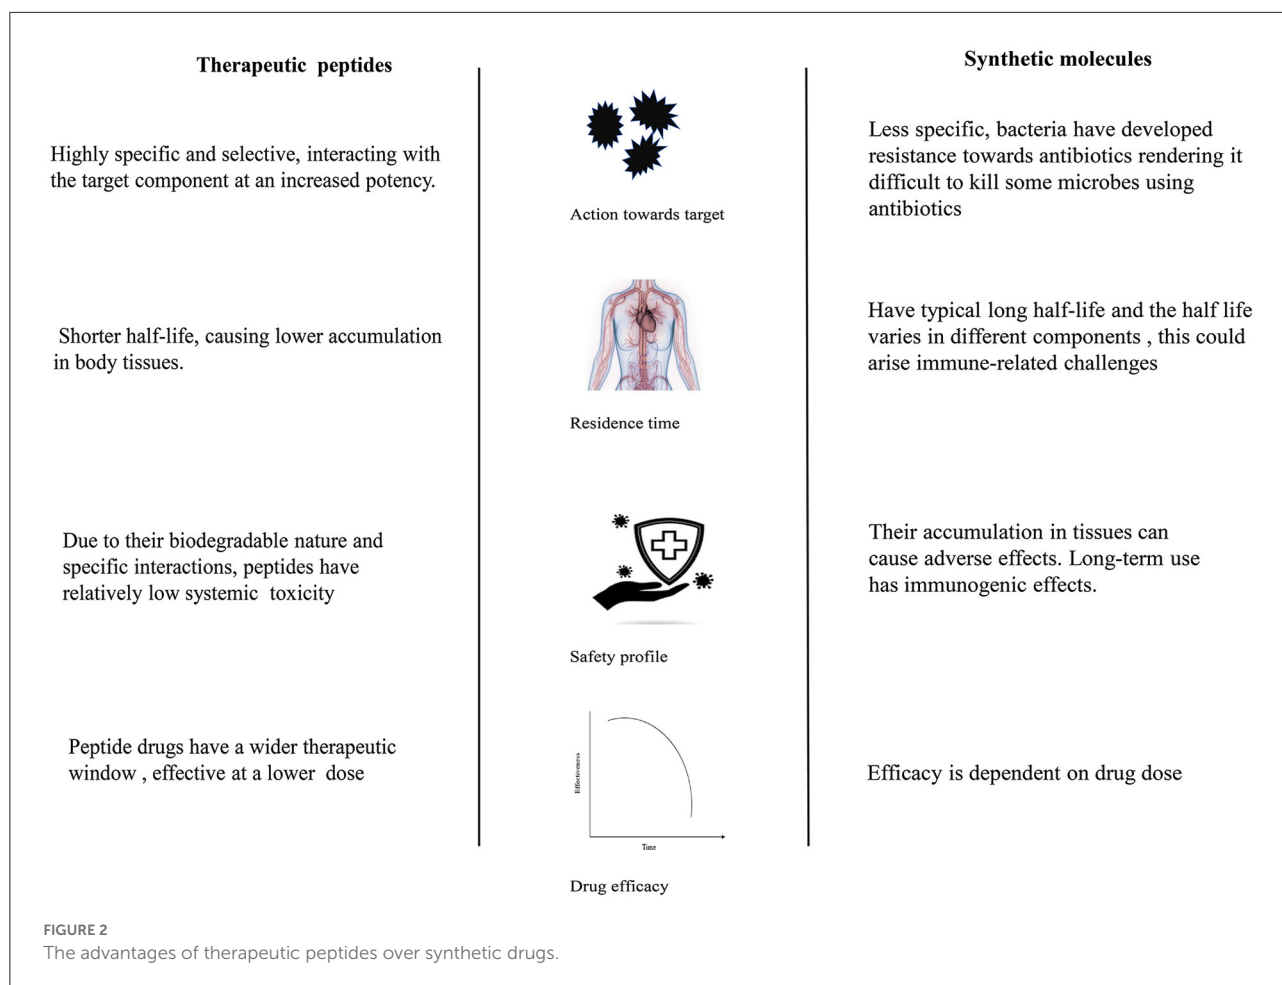 Therapeutic peptides
Synthetic molecules
Highly specific and selective, interacting with
the target component at an increased potency.
Action towards target
Less specific, bacteria have developed
resistance towards antibiotics rendering it
difficult to kill some microbes using
antibiotics
Shorter half-life, causing lower accumulation
in body tissues.
Residence time
Have typical long half-life and the half life
varies in different components , this could
arise immune-related challenges
Due to their biodegradable nature and
specific interactions, peptides have
relatively low systemic toxicity
Safety profile
Their accumulation in tissues can
cause adverse effects. Long-term use
has immunogenic effects.
Peptide drugs have a wider therapeutic
window , effective at a lower dose
Effectiveness
Time
Drug efficacy
Efficacy is dependent on drug dose
FIGURE 2
The advantages of therapeutic peptides over synthetic drugs.